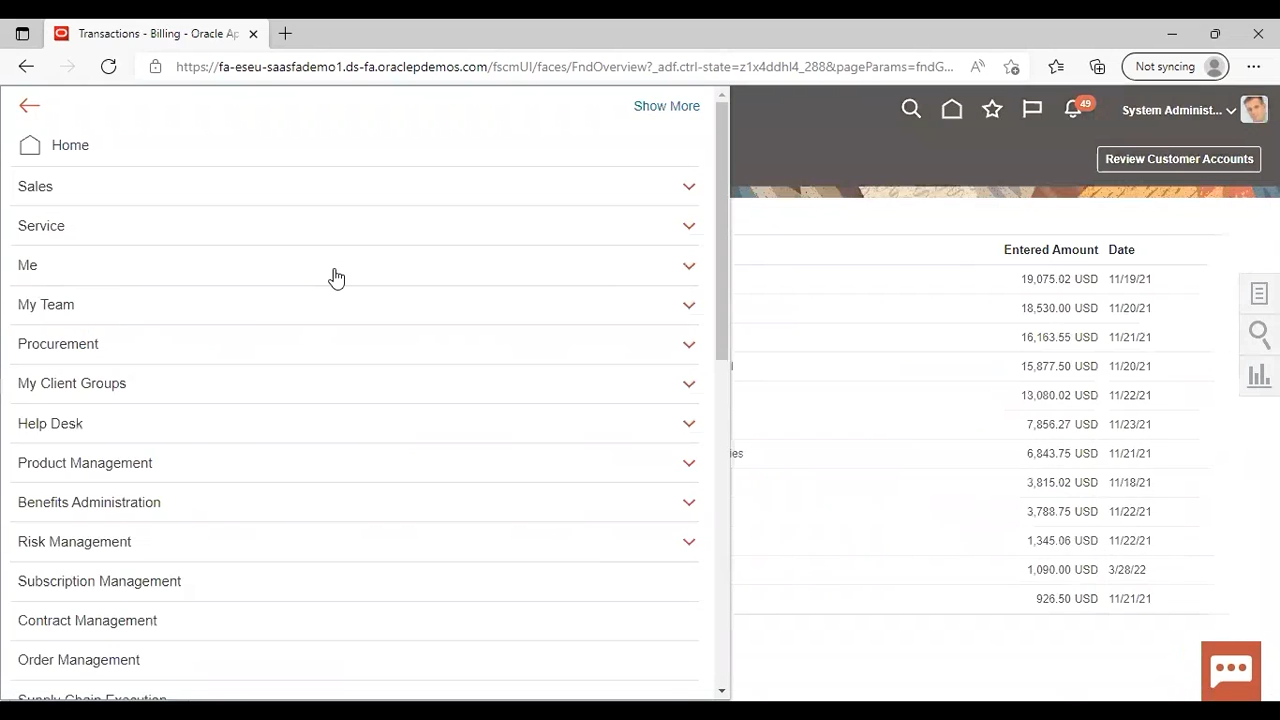 Transactions - Billing - Oracle Ap
https://fa-eseu-saasfademo1.ds-fa.oraclepdemos.com/fscmUI/faces/FndOverview?_adf.ctrl-state=z1x4ddhl4_288&pageParams=fndG...
Not syncing
Show More
49
System Administ...
Home
Review Customer Accounts
Sales
Service
Me
My Team
Procurement
My Client Groups
Help Desk
Product Management
Benefits Administration
Risk Management
Subscription Management
Contract Management
Order Management
Supply Chain Execution
Entered Amount Date
19,075.02 USD 11/19/21
18,530.00 USD 11/20/21
16,163.55 USD 11/21/21
15,877.50 USD 11/20/21
13,080.02 USD 11/22/21
7,856.27 USD 11/23/21
ies 6,843.75 USD 11/21/21
3,815.02 USD 11/18/21
3,788.75 USD 11/22/21
1,345.06 USD 11/22/21
1,090.00 USD 3/28/22
926.50 USD 11/21/21